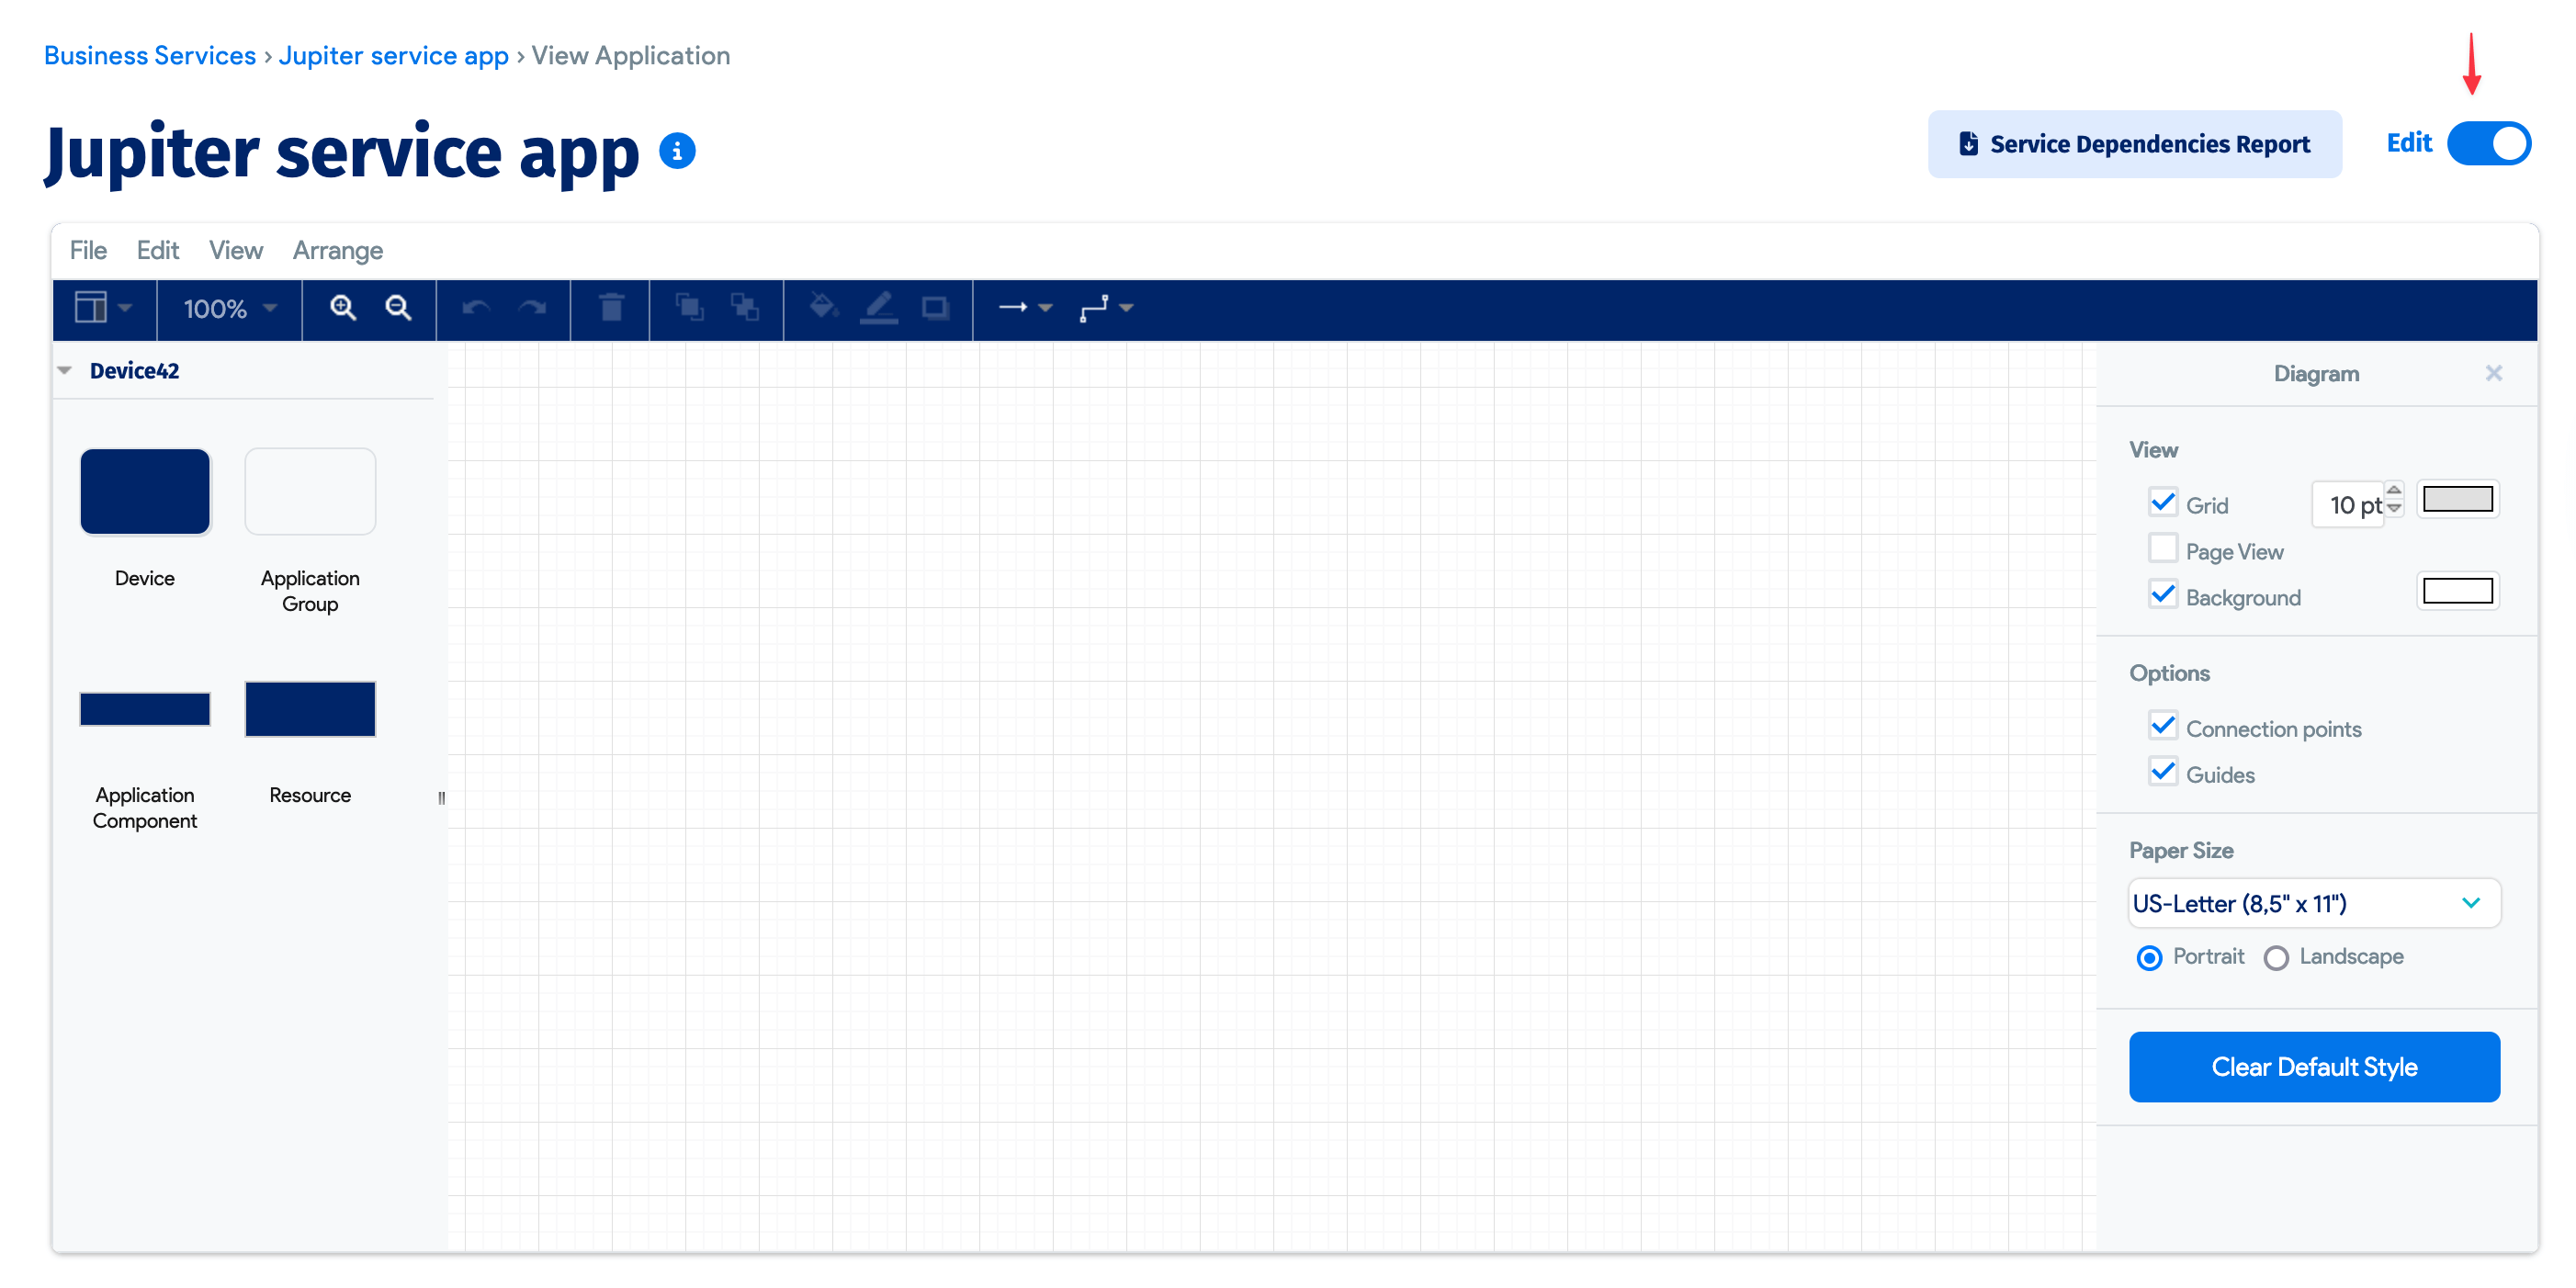 Business Services › Jupiter service app › View Application
Jupiter service app
Service Dependencies Report
Edit
File Edit View Arrange
100%
Device42
Device
Application
Group
Application
Component
Resource
Diagram
View
Grid
10 pt
Page View
Background
Options
Connection points
Guides
Paper Size
US-Letter (8,5" x 11")
Portrait
Landscape
Clear Default Style